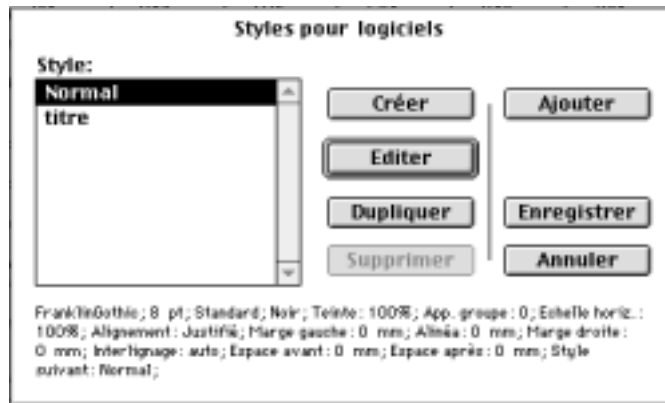 Styles pour logiciels
Style:
Normal
titre
Créer
Ajouter
Editer
Dupliquer
Enregistrer
Supprimer
Annuler
FranklinGothic; 8 pt; Standard; Noir; Teinte: 100%; App. groupe: 0; Echelle horiz.:
100%; Alignement: Justifié; Marge gauche: 0 mm; Alinéa: 0 mm; Marge droite:
0 mm; Interlignage: auto; Espace avant: 0 mm; Espace après: 0 mm; Style
suivant: Normal;